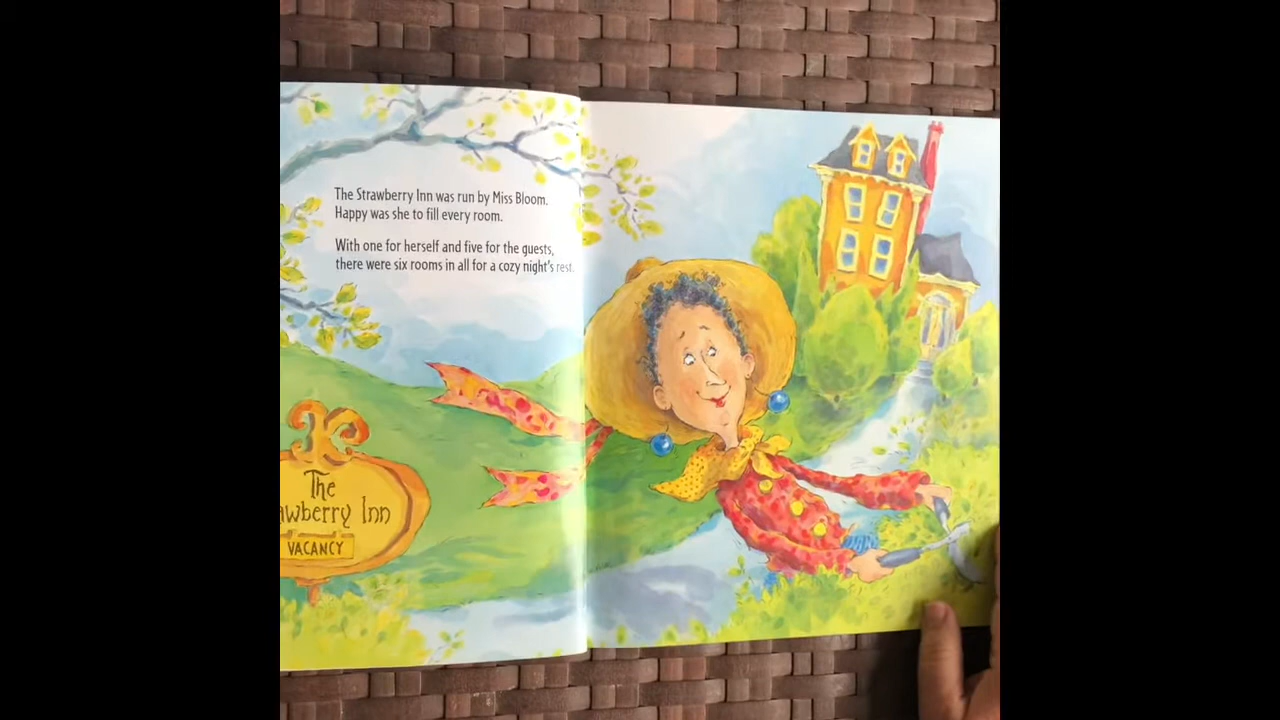 The Strawberry Inn was run by Miss Bloom.
Happy was she to fill every room.
With one for herself and five for the guests,
there were six rooms in all for a cozy night's rest.
The
awberry Inn
VACANCY